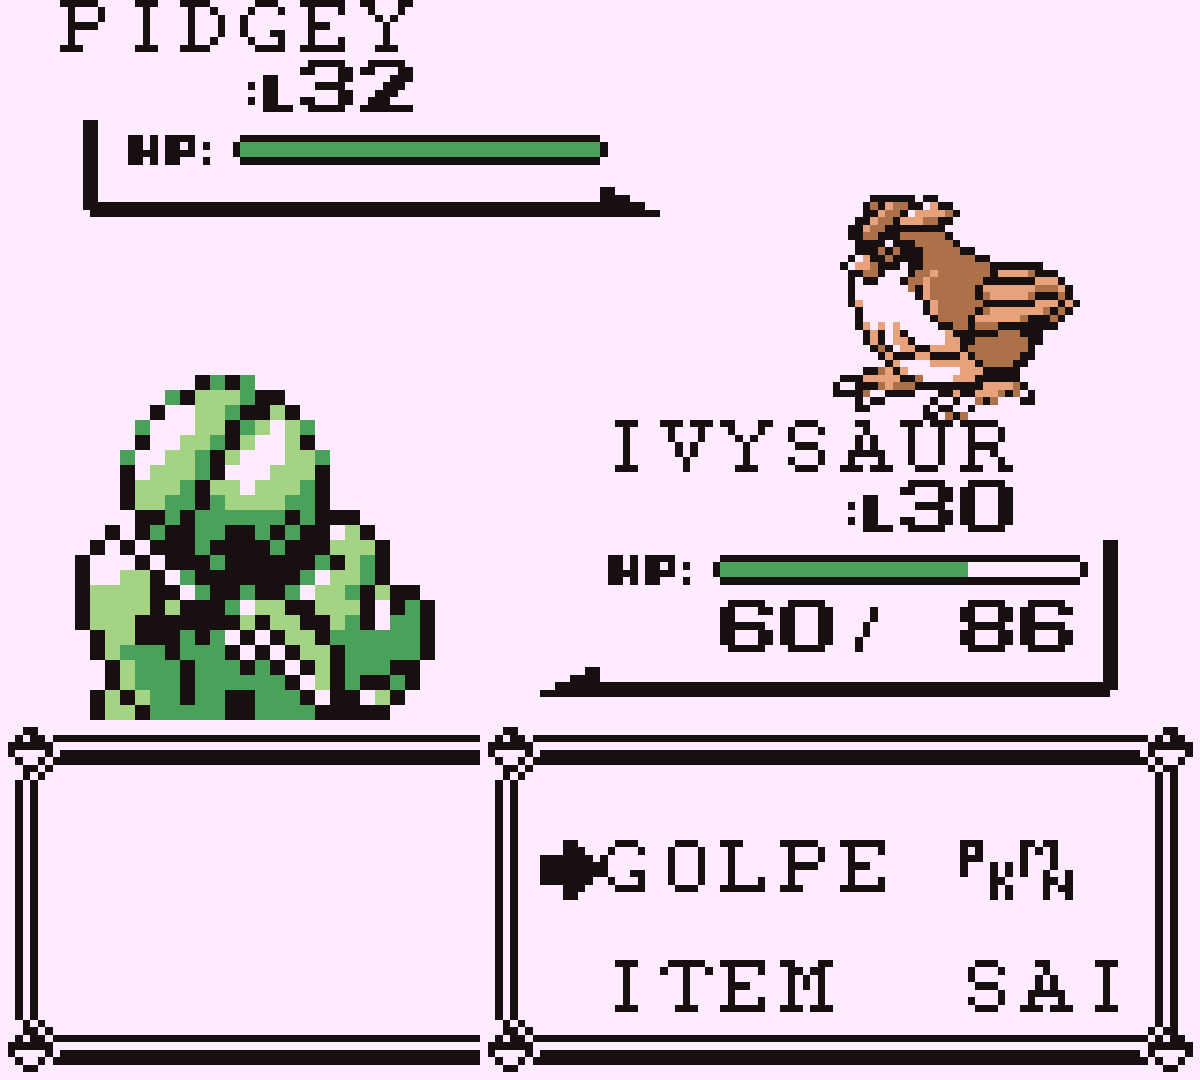 PIDGEY
:L32
HP:
IVYSAUR
:L30
HP:
60/ 86
GOLPE PKMN
ITEM SAI